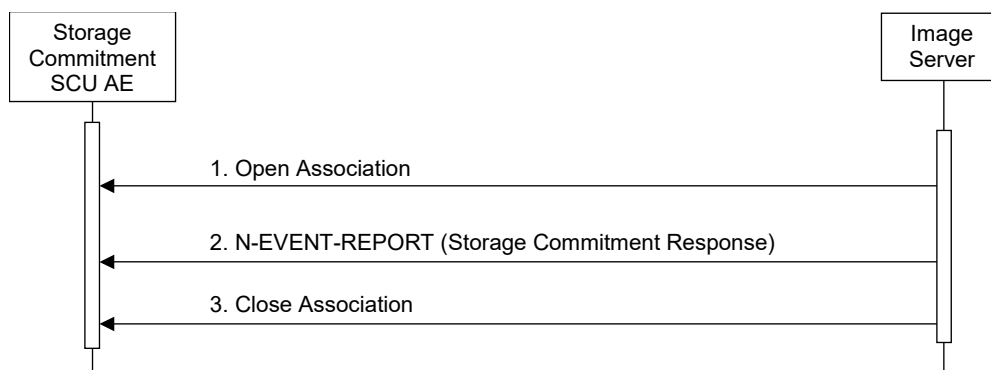 Storage
Commitment
SCU AE
Image
Server
1. Open Association
2. N-EVENT-REPORT (Storage Commitment Response)
3. Close Association